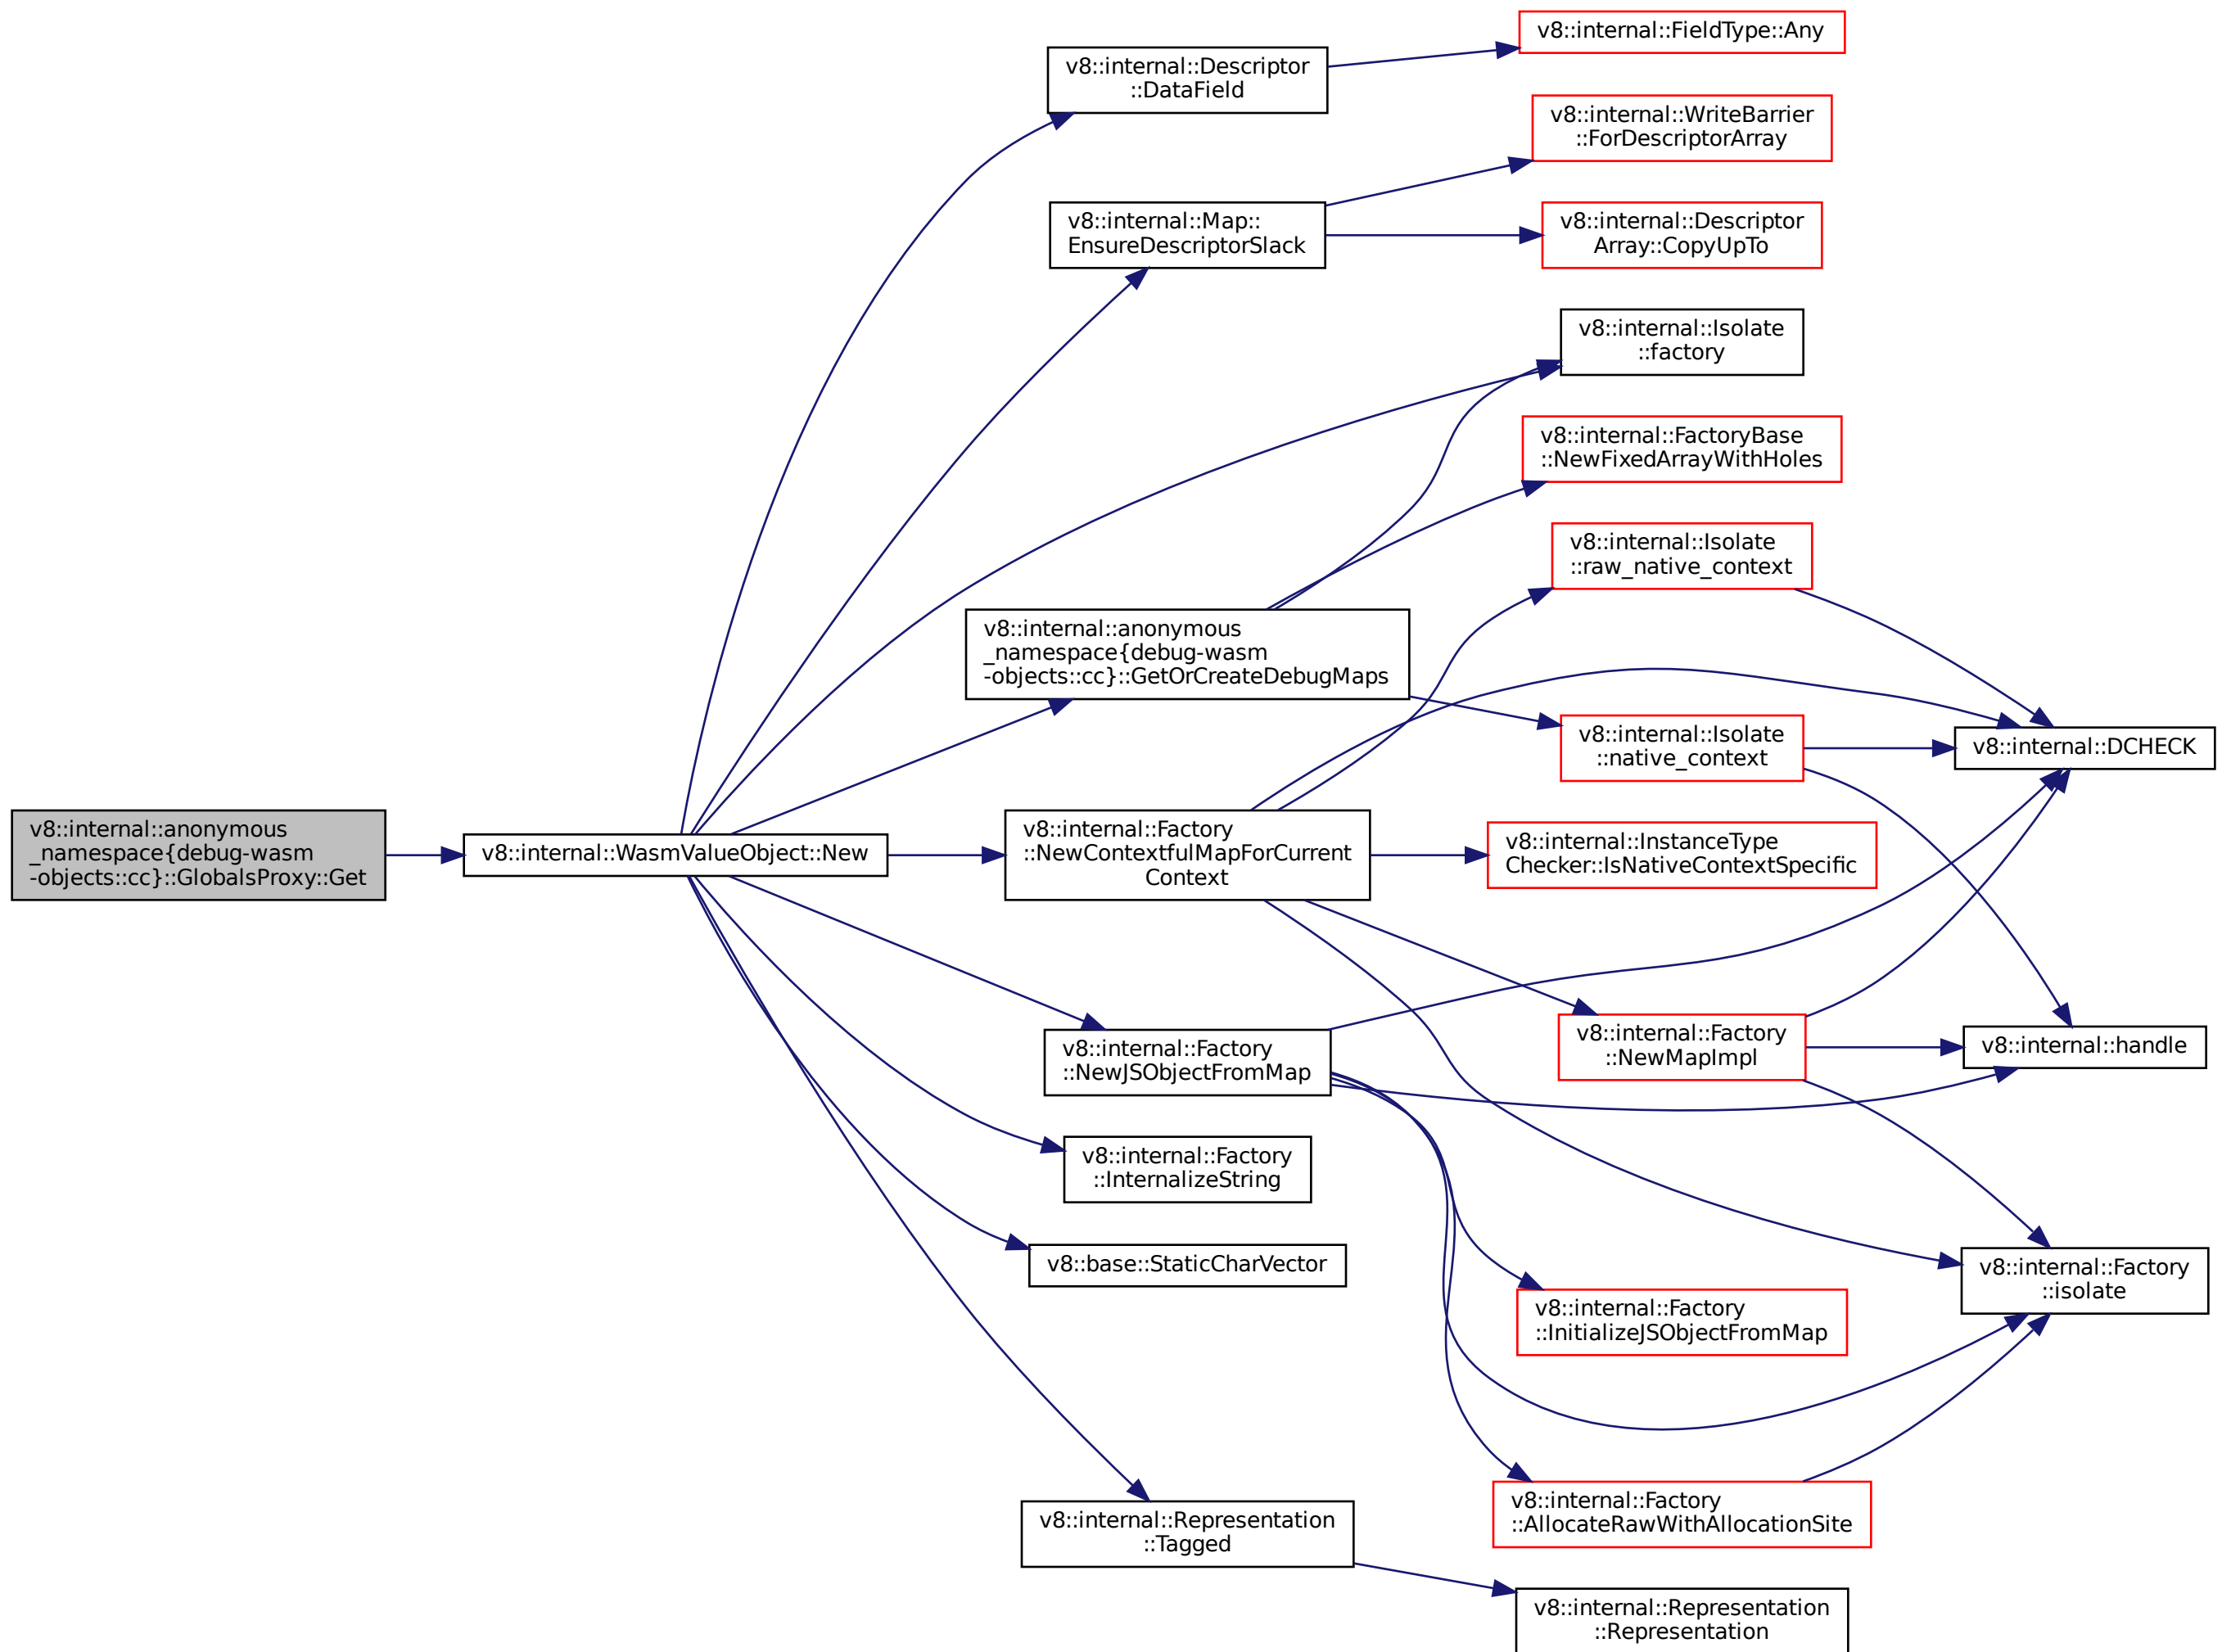 v8::internal::FieldType::Any
v8::internal::Descriptor
::DataField
v8::internal::WriteBarrier
::ForDescriptorArray
v8::internal::Map::
EnsureDescriptorSlack
v8::internal::Descriptor
Array::CopyUpTo
v8::internal::Isolate
::factory
v8::internal::FactoryBase
::NewFixedArrayWithHoles
v8::internal::Isolate
::raw_native_context
v8::internal::anonymous
_namespace{debug-wasm
-objects::cc}::GetOrCreateDebugMaps
v8::internal::Isolate
::native_context
v8::internal::DCHECK
v8::internal::anonymous
_namespace{debug-wasm
-objects::cc}::GlobalsProxy::Get
v8::internal::WasmValueObject::New
v8::internal::Factory
::NewContextfulMapForCurrent
Context
v8::internal::InstanceType
Checker::IsNativeContextSpecific
v8::internal::Factory
::NewJSObjectFromMap
v8::internal::Factory
::NewMapImpl
v8::internal::handle
v8::internal::Factory
::InternalizeString
v8::base::StaticCharVector
v8::internal::Factory
::isolate
v8::internal::Factory
::InitializeJSObjectFromMap
v8::internal::Factory
::AllocateRawWithAllocationSite
v8::internal::Representation
::Tagged
v8::internal::Representation
::Representation